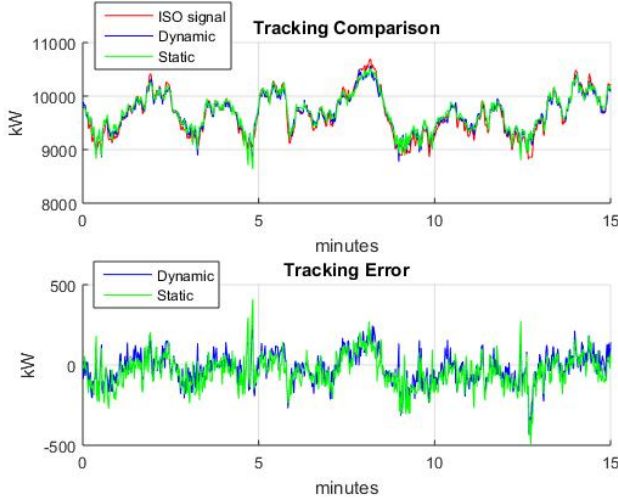 Tracking Comparison
ISO signal
Dynamic
Static
kW
11000
10000
9000
8000
0
5
10
15
minutes
Tracking Error
Dynamic
Static
kW
500
0
-500
0
5
10
15
minutes